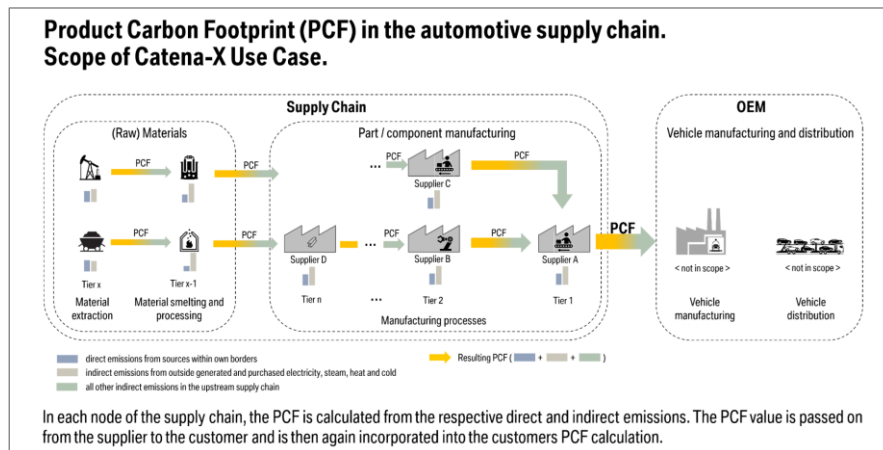 Product Carbon Footprint (PCF) in the automotive supply chain.
Scope of Catena-X Use Case.
Supply Chain
OEM
(Raw) Materials
Part / component manufacturing
Vehicle manufacturing and distribution
PCF
PCF
... PCF
PCF
Supplier C
PCF
PCF
PCF
PCF
PCF
...
Supplier D
Supplier B
Supplier A
< not in scope >
< not in scope >
Tier x
Tier x-1
Tier n
...
Tier 2
Tier 1
Material
extraction
Material smelting and
processing
Manufacturing processes
Vehicle
manufacturing
Vehicle
distribution
direct emissions from sources within own borders
indirect emissions from outside generated and purchased electricity, steam, heat and cold
all other indirect emissions in the upstream supply chain
Resulting PCF ( + + )
In each node of the supply chain, the PCF is calculated from the respective direct and indirect emissions. The PCF value is passed on
from the supplier to the customer and is then again incorporated into the customers PCF calculation.